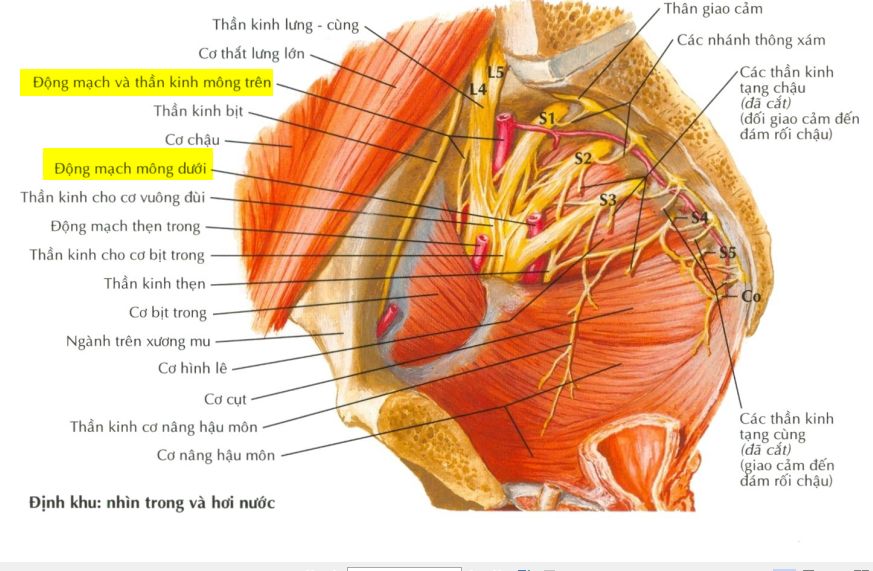 Thần kinh lưng - cùng
Cơ thắt lưng lớn
Động mạch và thần kinh mông trên
Thần kinh bịt
Cơ chậu
Động mạch mông dưới
Thần kinh cho cơ vuông đùi
Động mạch thẹn trong
Thần kinh cho cơ bịt trong
Thần kinh thẹn
Cơ bịt trong
Ngành trên xương mu
Cơ hình lê
Cơ cụt
Thần kinh cơ nâng hậu môn
Cơ nâng hậu môn
Định khu: nhìn trong và hơi nước
L5
L4
S1
S2
S3
S4
S5
Co
Thân giao cảm
Các nhánh thông xám
Các thần kinh
tạng chậu
(đã cắt)
(đối giao cảm đến
đám rối chậu)
Các thần kinh
tạng cùng
(đã cắt)
(giao cảm đến
đám rối chậu)